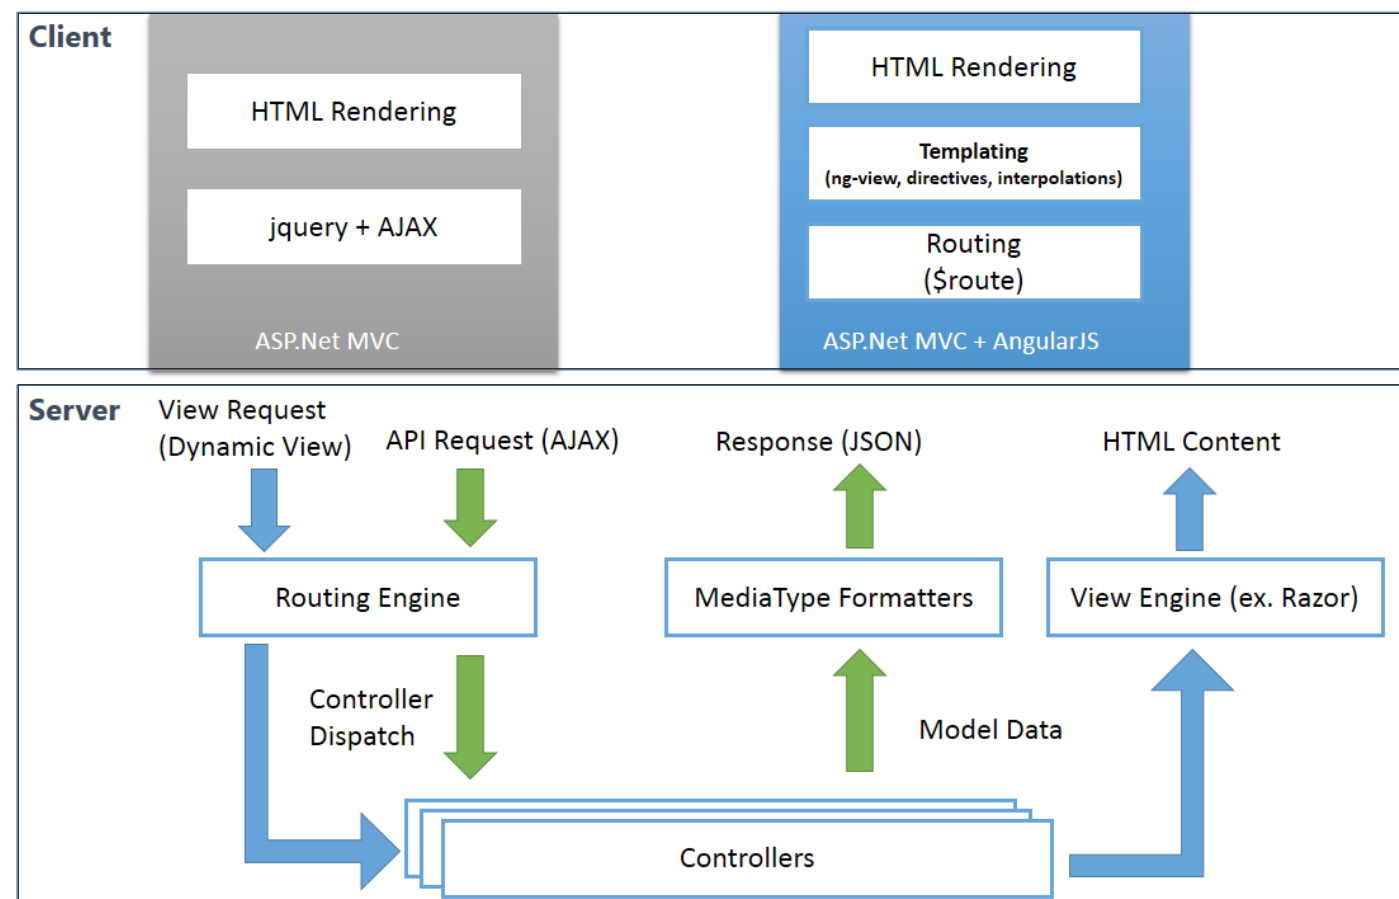 Client
HTML Rendering
jquery + AJAX
ASP.Net MVC
HTML Rendering
Templating
(ng-view, directives, interpolations)
Routing
($route)
ASP.Net MVC + AngularJS
Server
View Request
(Dynamic View)
API Request (AJAX)
Response (JSON)
HTML Content
Routing Engine
MediaType Formatters
View Engine (ex. Razor)
Controller
Dispatch
Model Data
Controllers